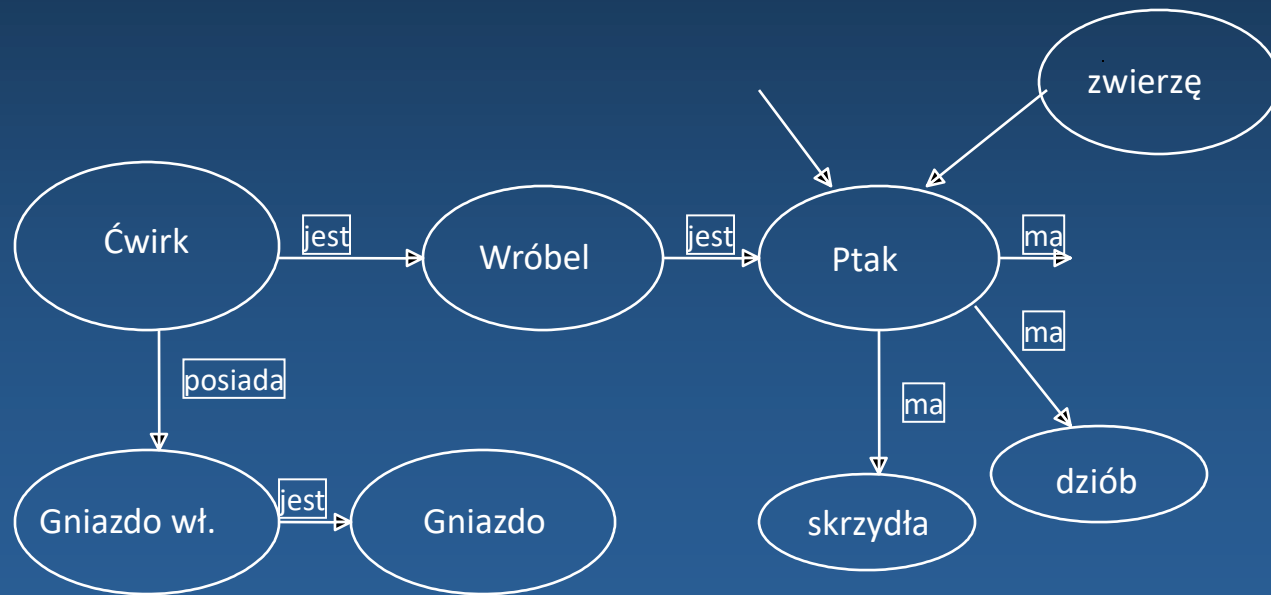 zwierzę
Ćwirk
jest
Wróbel
jest
Ptak
ma
posiada
ma
ma
Gniazdo wł.
jest
Gniazdo
skrzydła
dziób